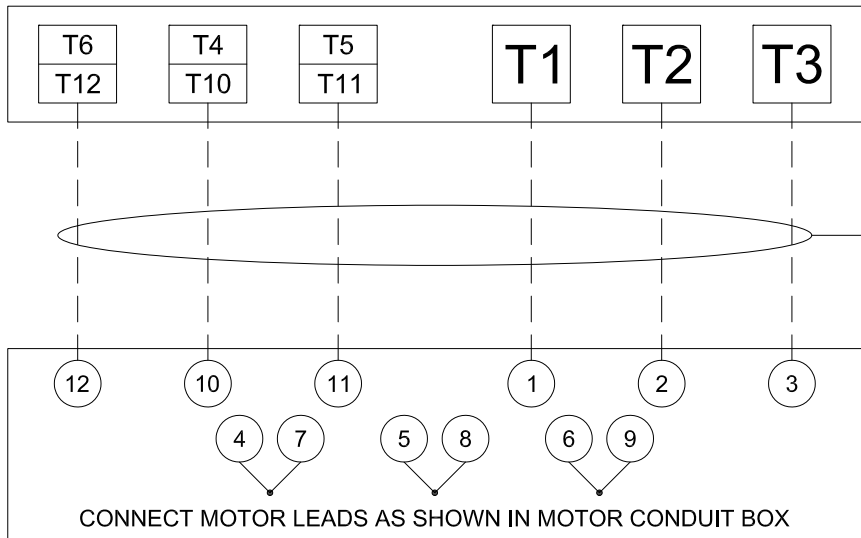 T6 T4 T5 T1 T2 T3
T12 T10 T11
12 10 11 1 2 3
4 7 5 8 6 9
CONNECT MOTOR LEADS AS SHOWN IN MOTOR CONDUIT BOX